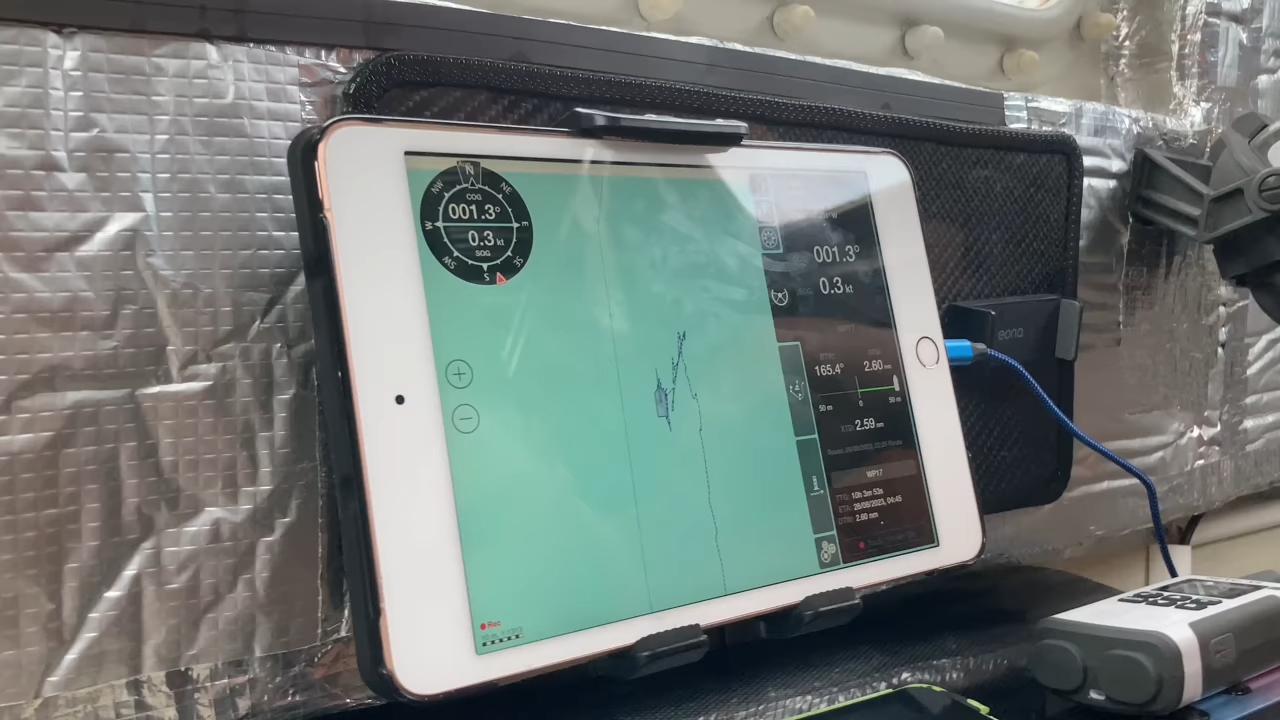 N
NW
NE
COG
001.3°
W
E
0.3 kt
SOG
SW
SE
S
001.3°
0.3 kt
165.4°
2.60 nm
50 m
0
50 m
XTE 2.59 nm
WP17
TTG: 10h 3m 53s
ETA: 28/08/2023, 04:45
DTW: 2.60 nm
Rec
eono